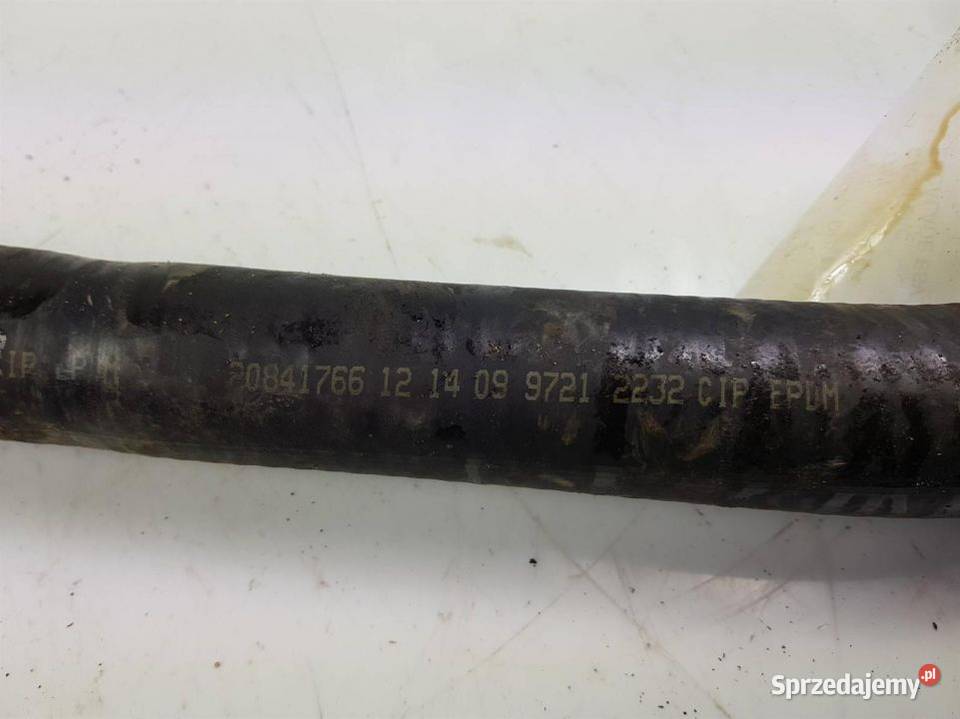 20841766 12 14 09 9721 2232 CIP EPDM
Sprzedajemy.pl